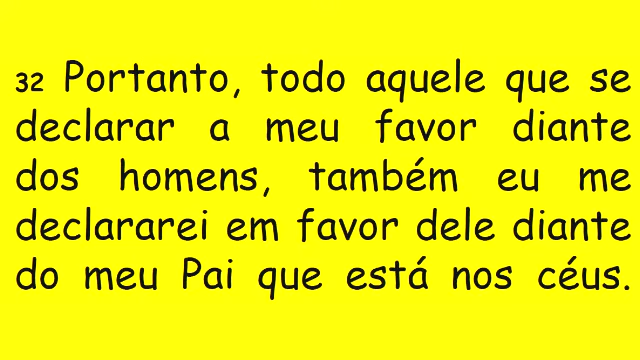 32 Portanto, todo aquele que se
declarar a meu favor diante
dos homens, também eu me
declararei em favor dele diante
do meu Pai que está nos céus.